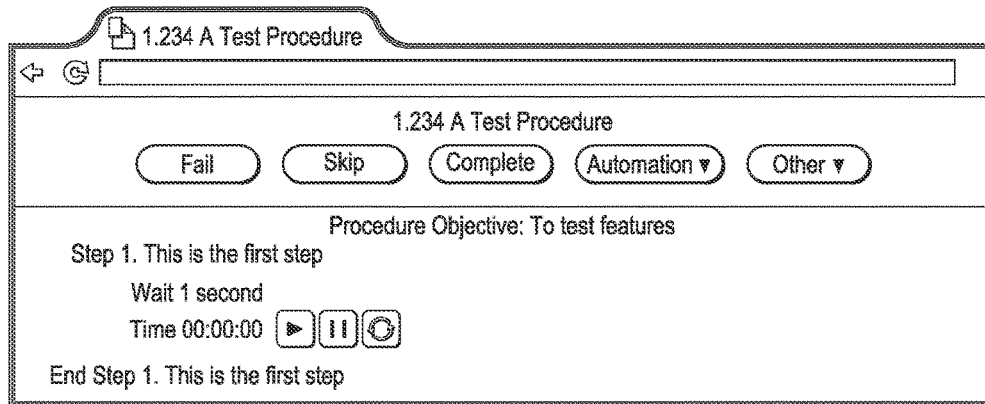 1.234 A Test Procedure
1.234 A Test Procedure
Fail Skip Complete Automation ▼ Other ▼
Procedure Objective: To test features
Step 1. This is the first step
Wait 1 second
Time 00:00:00
End Step 1. This is the first step